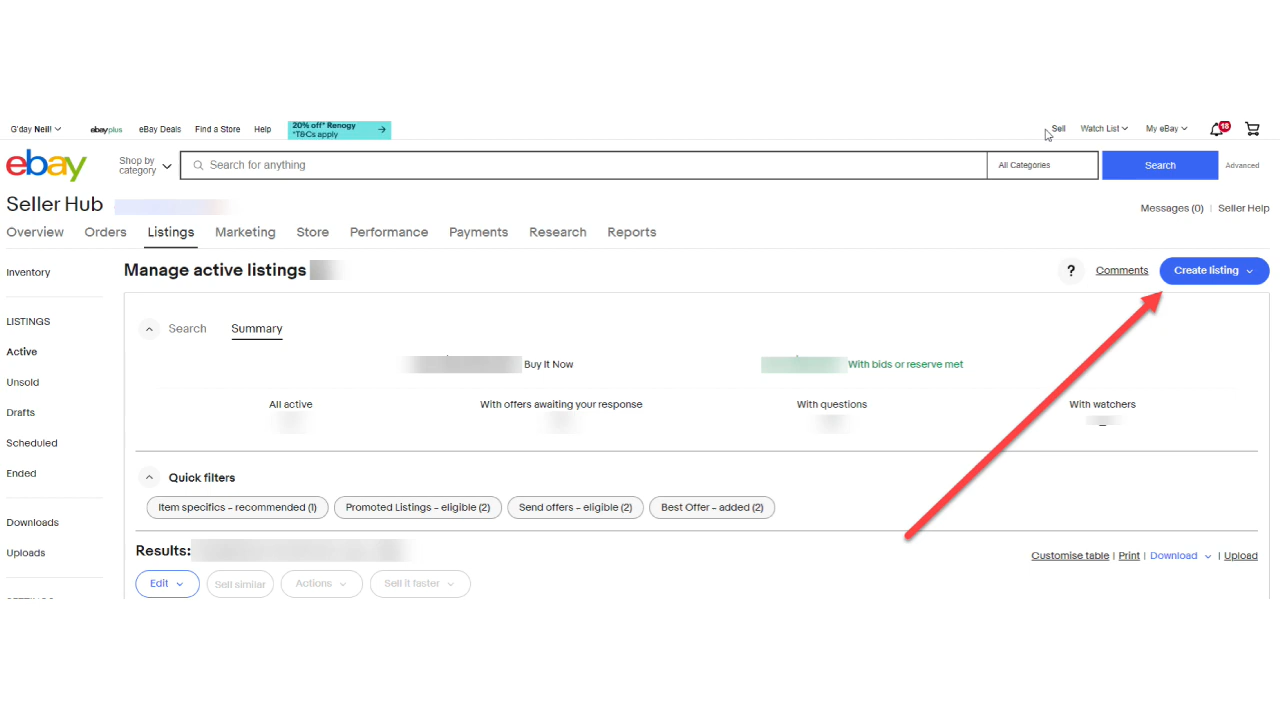 G'day Neil!
ebayplus
eBay Deals
Find a Store
Help
20% off* Renogy
*T&Cs apply
Sell
Watch List
My eBay
18
ebay
Shop by
category
Search for anything
All Categories
Search
Advanced
Seller Hub
Messages (0) | Seller Help
Overview
Orders
Listings
Marketing
Store
Performance
Payments
Research
Reports
Inventory
Manage active listings
?
Comments
Create listing
LISTINGS
Active
Unsold
Drafts
Scheduled
Ended
Downloads
Uploads
Search
Summary
Buy It Now
With bids or reserve met
All active
With offers awaiting your response
With questions
With watchers
Quick filters
Item specifics – recommended (1)
Promoted Listings – eligible (2)
Send offers – eligible (2)
Best Offer – added (2)
Results:
Customise table | Print | Download | Upload
Edit
Sell similar
Actions
Sell it faster